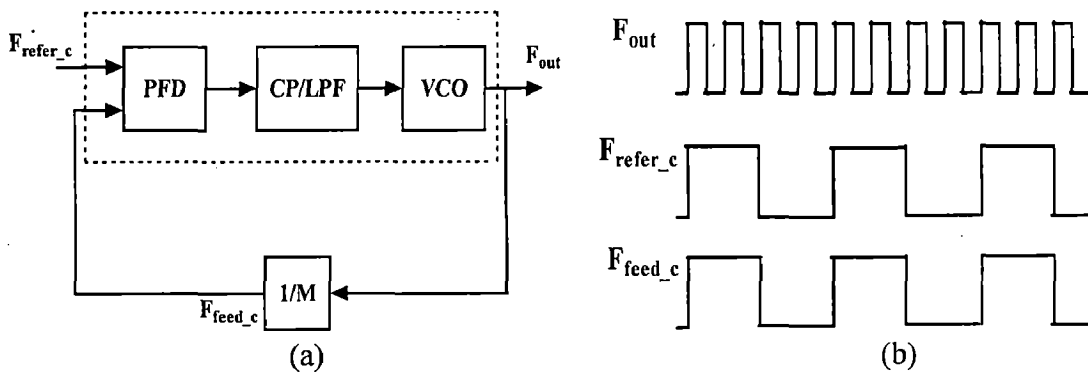 F_refer_c
PFD
CP/LPF
VCO
F_out
1/M
F_feed_c
(a)
F_out
F_refer_c
F_feed_c
(b)